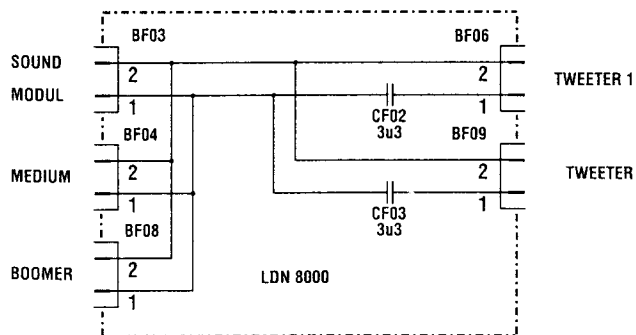 BF03
BF06
SOUND
2
2
TWEETER 1
MODUL
1
1
CF02
3u3
BF04
BF09
MEDIUM
2
2
TWEETER
1
1
CF03
3u3
BF08
BOOMER
2
LDN 8000
1